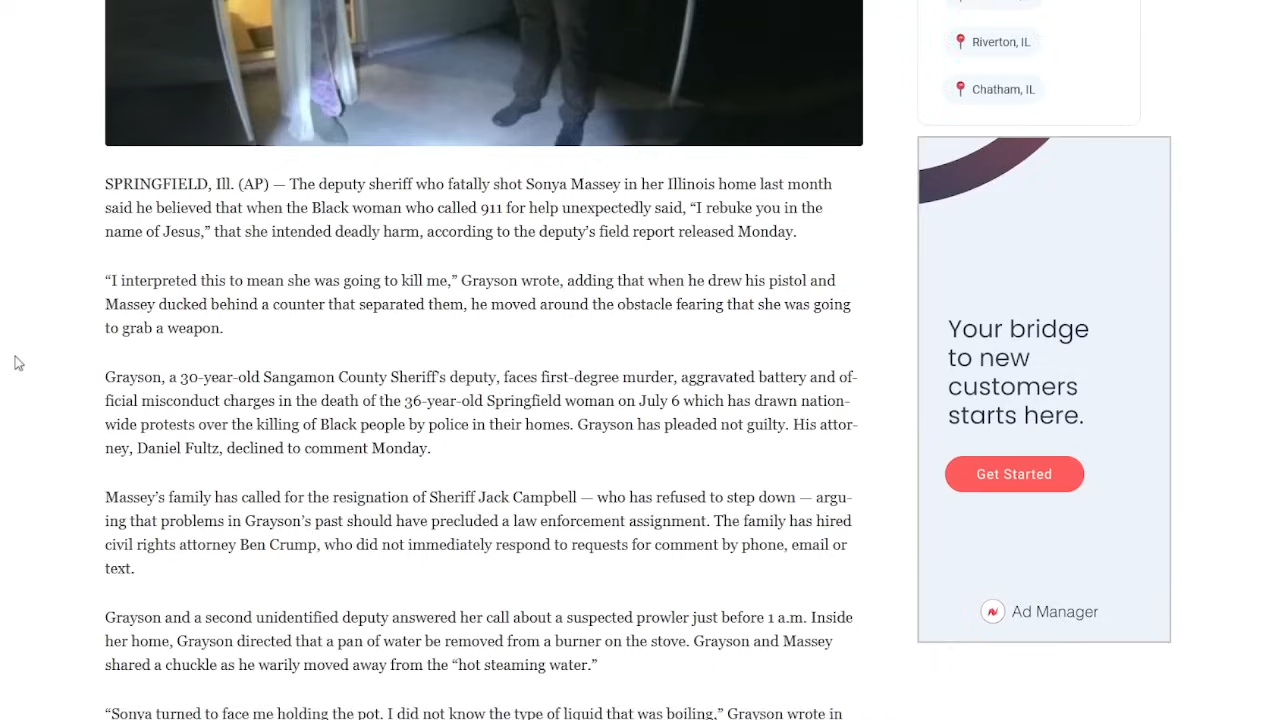 Riverton, IL
Chatham, IL
SPRINGFIELD, Ill. (AP) — The deputy sheriff who fatally shot Sonya Massey in her Illinois home last month
said he believed that when the Black woman who called 911 for help unexpectedly said, “I rebuke you in the
name of Jesus,” that she intended deadly harm, according to the deputy’s field report released Monday.
“I interpreted this to mean she was going to kill me,” Grayson wrote, adding that when he drew his pistol and
Massey ducked behind a counter that separated them, he moved around the obstacle fearing that she was going
to grab a weapon.
Grayson, a 30-year-old Sangamon County Sheriff’s deputy, faces first-degree murder, aggravated battery and of-
ficial misconduct charges in the death of the 36-year-old Springfield woman on July 6 which has drawn nation-
wide protests over the killing of Black people by police in their homes. Grayson has pleaded not guilty. His attor-
ney, Daniel Fultz, declined to comment Monday.
Massey’s family has called for the resignation of Sheriff Jack Campbell — who has refused to step down — argu-
ing that problems in Grayson’s past should have precluded a law enforcement assignment. The family has hired
civil rights attorney Ben Crump, who did not immediately respond to requests for comment by phone, email or
text.
Grayson and a second unidentified deputy answered her call about a suspected prowler just before 1 a.m. Inside
her home, Grayson directed that a pan of water be removed from a burner on the stove. Grayson and Massey
shared a chuckle as he warily moved away from the “hot steaming water.”
“Sonya turned to face me holding the pot. I did not know the type of liquid that was boiling,” Grayson wrote in
Your bridge
to new
customers
starts here.
Get Started
Ad Manager